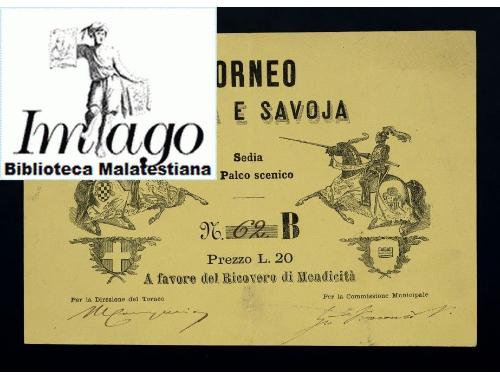 Imago
Biblioteca Malatestiana
TORNEO
E SAVOJA
Sedia
Palco scenico
N. 62 B
Prezzo L. 20
A favore del Ricovero di Mendicità
Per la Direzione del Torneo
Per la Commissione Municipale